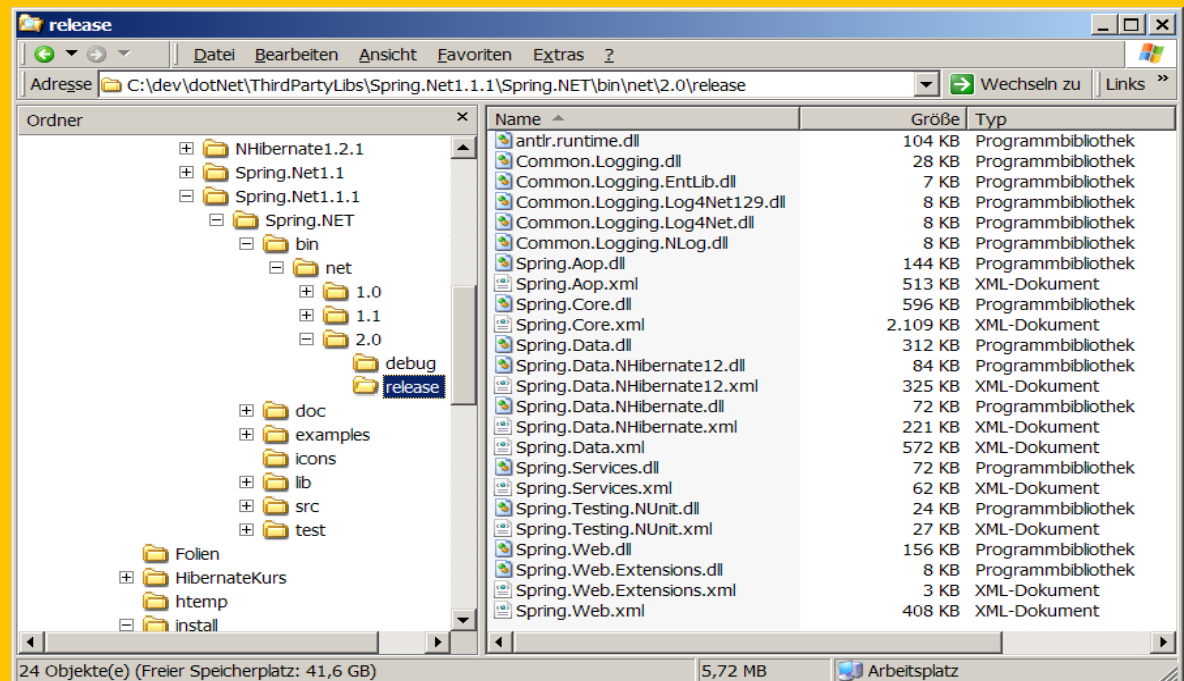 release
Datei Bearbeiten Ansicht Favoriten Extras ?
Adresse C:\dev\dotNet\ThirdPartyLibs\Spring.Net1.1.1\Spring.NET\bin\net\2.0\release Wechseln zu Links »
Ordner
NHibernate1.2.1
Spring.Net1.1
Spring.Net1.1.1
Spring.NET
bin
net
1.0
1.1
2.0
debug
release
doc
examples
icons
lib
src
test
Folien
HibernateKurs
htemp
install
Name Größe Typ
antlr.runtime.dll 104 KB Programmbibliothek
Common.Logging.dll 28 KB Programmbibliothek
Common.Logging.EntLib.dll 7 KB Programmbibliothek
Common.Logging.Log4Net129.dll 8 KB Programmbibliothek
Common.Logging.Log4Net.dll 8 KB Programmbibliothek
Common.Logging.NLog.dll 8 KB Programmbibliothek
Spring.Aop.dll 144 KB Programmbibliothek
Spring.Aop.xml 513 KB XML-Dokument
Spring.Core.dll 596 KB Programmbibliothek
Spring.Core.xml 2.109 KB XML-Dokument
Spring.Data.dll 312 KB Programmbibliothek
Spring.Data.NHibernate12.dll 84 KB Programmbibliothek
Spring.Data.NHibernate12.xml 325 KB XML-Dokument
Spring.Data.NHibernate.dll 72 KB Programmbibliothek
Spring.Data.NHibernate.xml 221 KB XML-Dokument
Spring.Data.xml 572 KB XML-Dokument
Spring.Services.dll 72 KB Programmbibliothek
Spring.Services.xml 62 KB XML-Dokument
Spring.Testing.NUnit.dll 24 KB Programmbibliothek
Spring.Testing.NUnit.xml 27 KB XML-Dokument
Spring.Web.dll 156 KB Programmbibliothek
Spring.Web.Extensions.dll 8 KB Programmbibliothek
Spring.Web.Extensions.xml 3 KB XML-Dokument
Spring.Web.xml 408 KB XML-Dokument
24 Objekte(e) (Freier Speicherplatz: 41,6 GB) 5,72 MB Arbeitsplatz